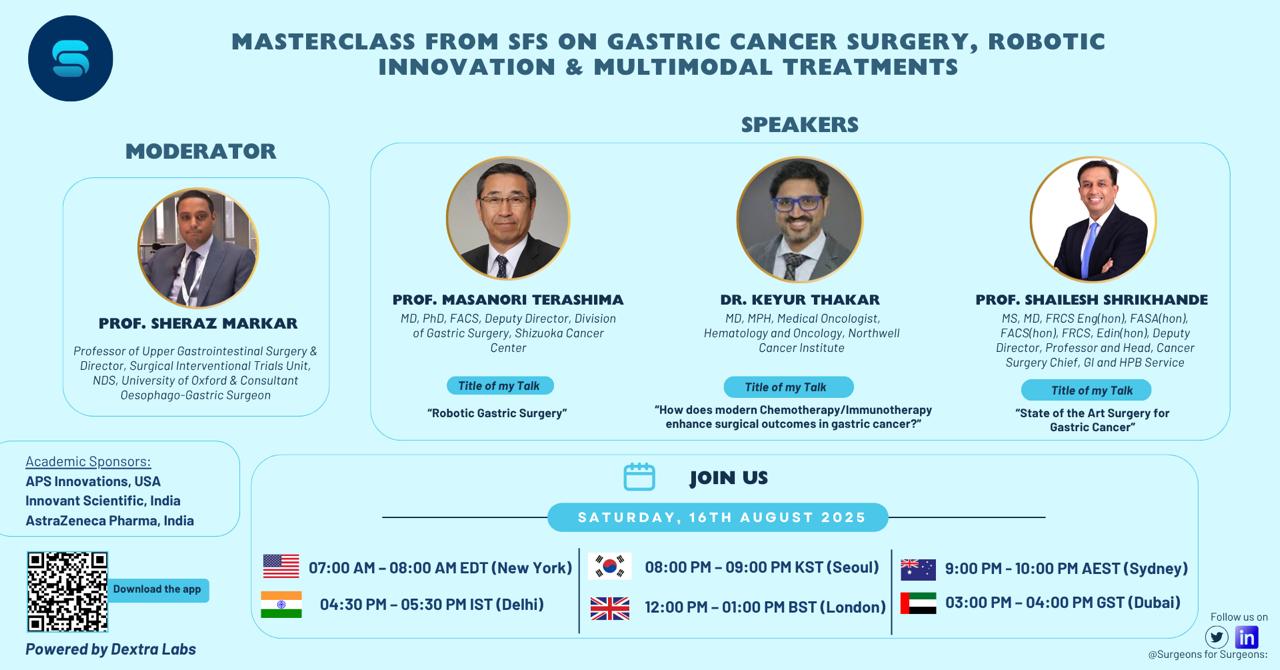 MASTERCLASS FROM SFS ON GASTRIC CANCER SURGERY, ROBOTIC
INNOVATION & MULTIMODAL TREATMENTS
MODERATOR
PROF. SHERAZ MARKAR
Professor of Upper Gastrointestinal Surgery &
Director, Surgical Interventional Trials Unit,
NDS, University of Oxford & Consultant
Oesophago-Gastric Surgeon
SPEAKERS
PROF. MASANORI TERASHIMA
MD, PhD, FACS, Deputy Director, Division
of Gastric Surgery, Shizuoka Cancer
Center
Title of my Talk
“Robotic Gastric Surgery”
DR. KEYUR THAKAR
MD, MPH, Medical Oncologist,
Hematology and Oncology, Northwell
Cancer Institute
Title of my Talk
“How does modern Chemotherapy/Immunotherapy
enhance surgical outcomes in gastric cancer?”
PROF. SHAILESH SHRIKHANDE
MS, MD, FRCS Eng(hon), FASA(hon),
FACS(hon), FRCS, Edin(hon), Deputy
Director, Professor and Head, Cancer
Surgery Chief, GI and HPB Service
Title of my Talk
“State of the Art Surgery for
Gastric Cancer”
Academic Sponsors:
APS Innovations, USA
Innovant Scientific, India
AstraZeneca Pharma, India
Download the app
Powered by Dextra Labs
JOIN US
SATURDAY, 16TH AUGUST 2025
07:00 AM – 08:00 AM EDT (New York)
04:30 PM – 05:30 PM IST (Delhi)
08:00 PM – 09:00 PM KST (Seoul)
12:00 PM – 01:00 PM BST (London)
9:00 PM - 10:00 PM AEST (Sydney)
03:00 PM – 04:00 PM GST (Dubai)
Follow us on
in
@Surgeons for Surgeons: